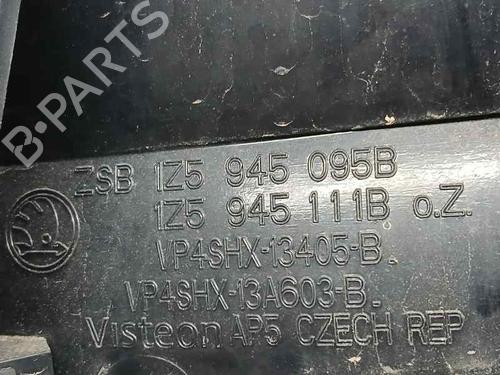 B-PARTS
ZSB 1Z5 945 095B
1Z5 945 111B o.Z.
VP4SHX-13405-B
VP4SHX-13A603-B
Visteon AP5 CZECH REP